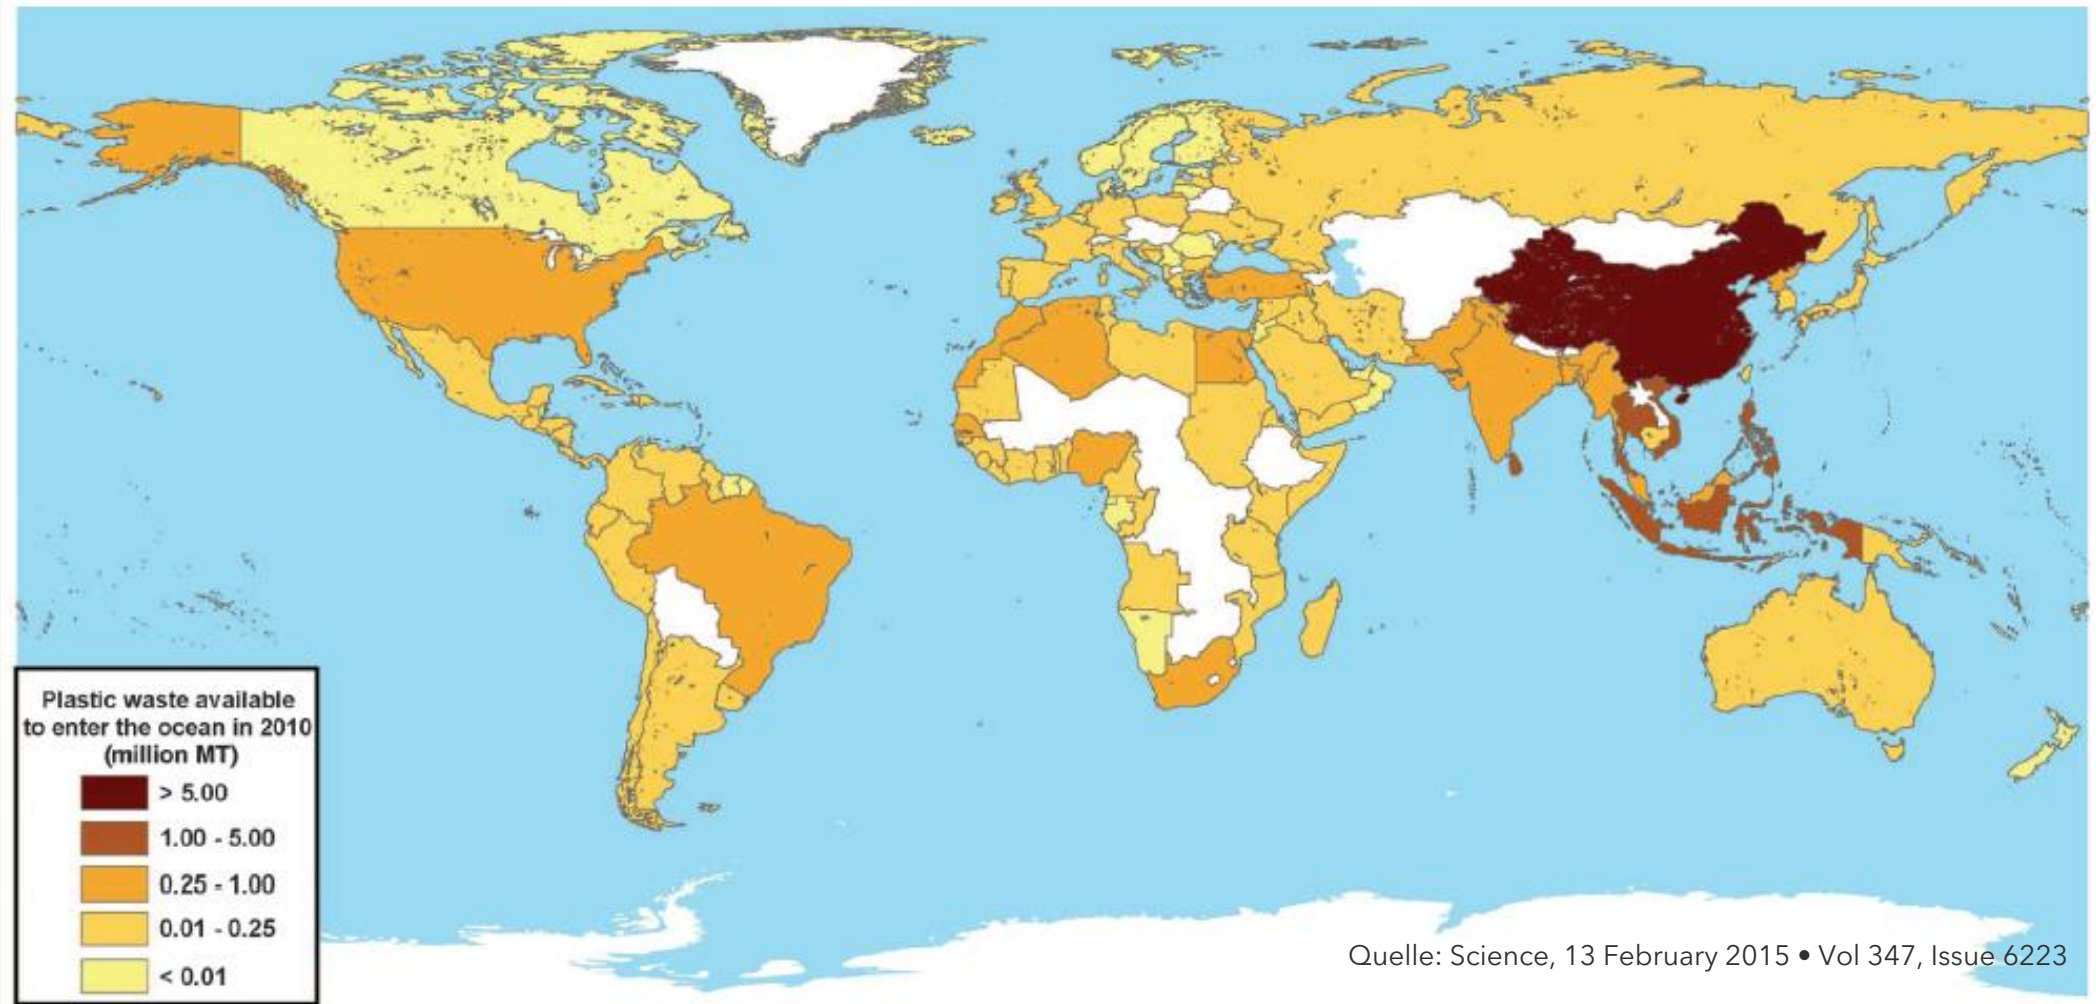 Plastic waste available
to enter the ocean in 2010
(million MT)
> 5.00
1.00 - 5.00
0.25 - 1.00
0.01 - 0.25
< 0.01
Quelle: Science, 13 February 2015 • Vol 347, Issue 6223